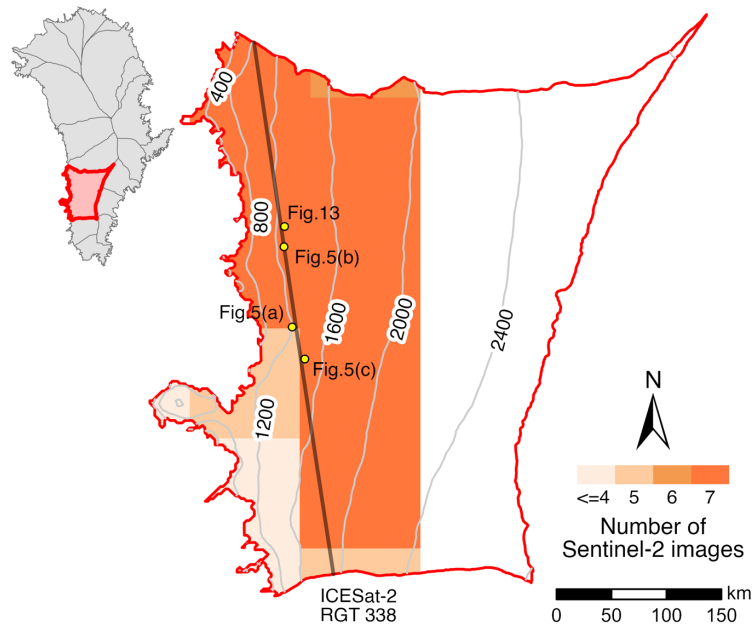 400
Fig.13
800
Fig.5(b)
Fig.5(a)
1600
2000
2400
Fig.5(c)
1200
N
<=4 5 6 7
Number of
Sentinel-2 images
ICESat-2
RGT 338
km
0 50 100 150